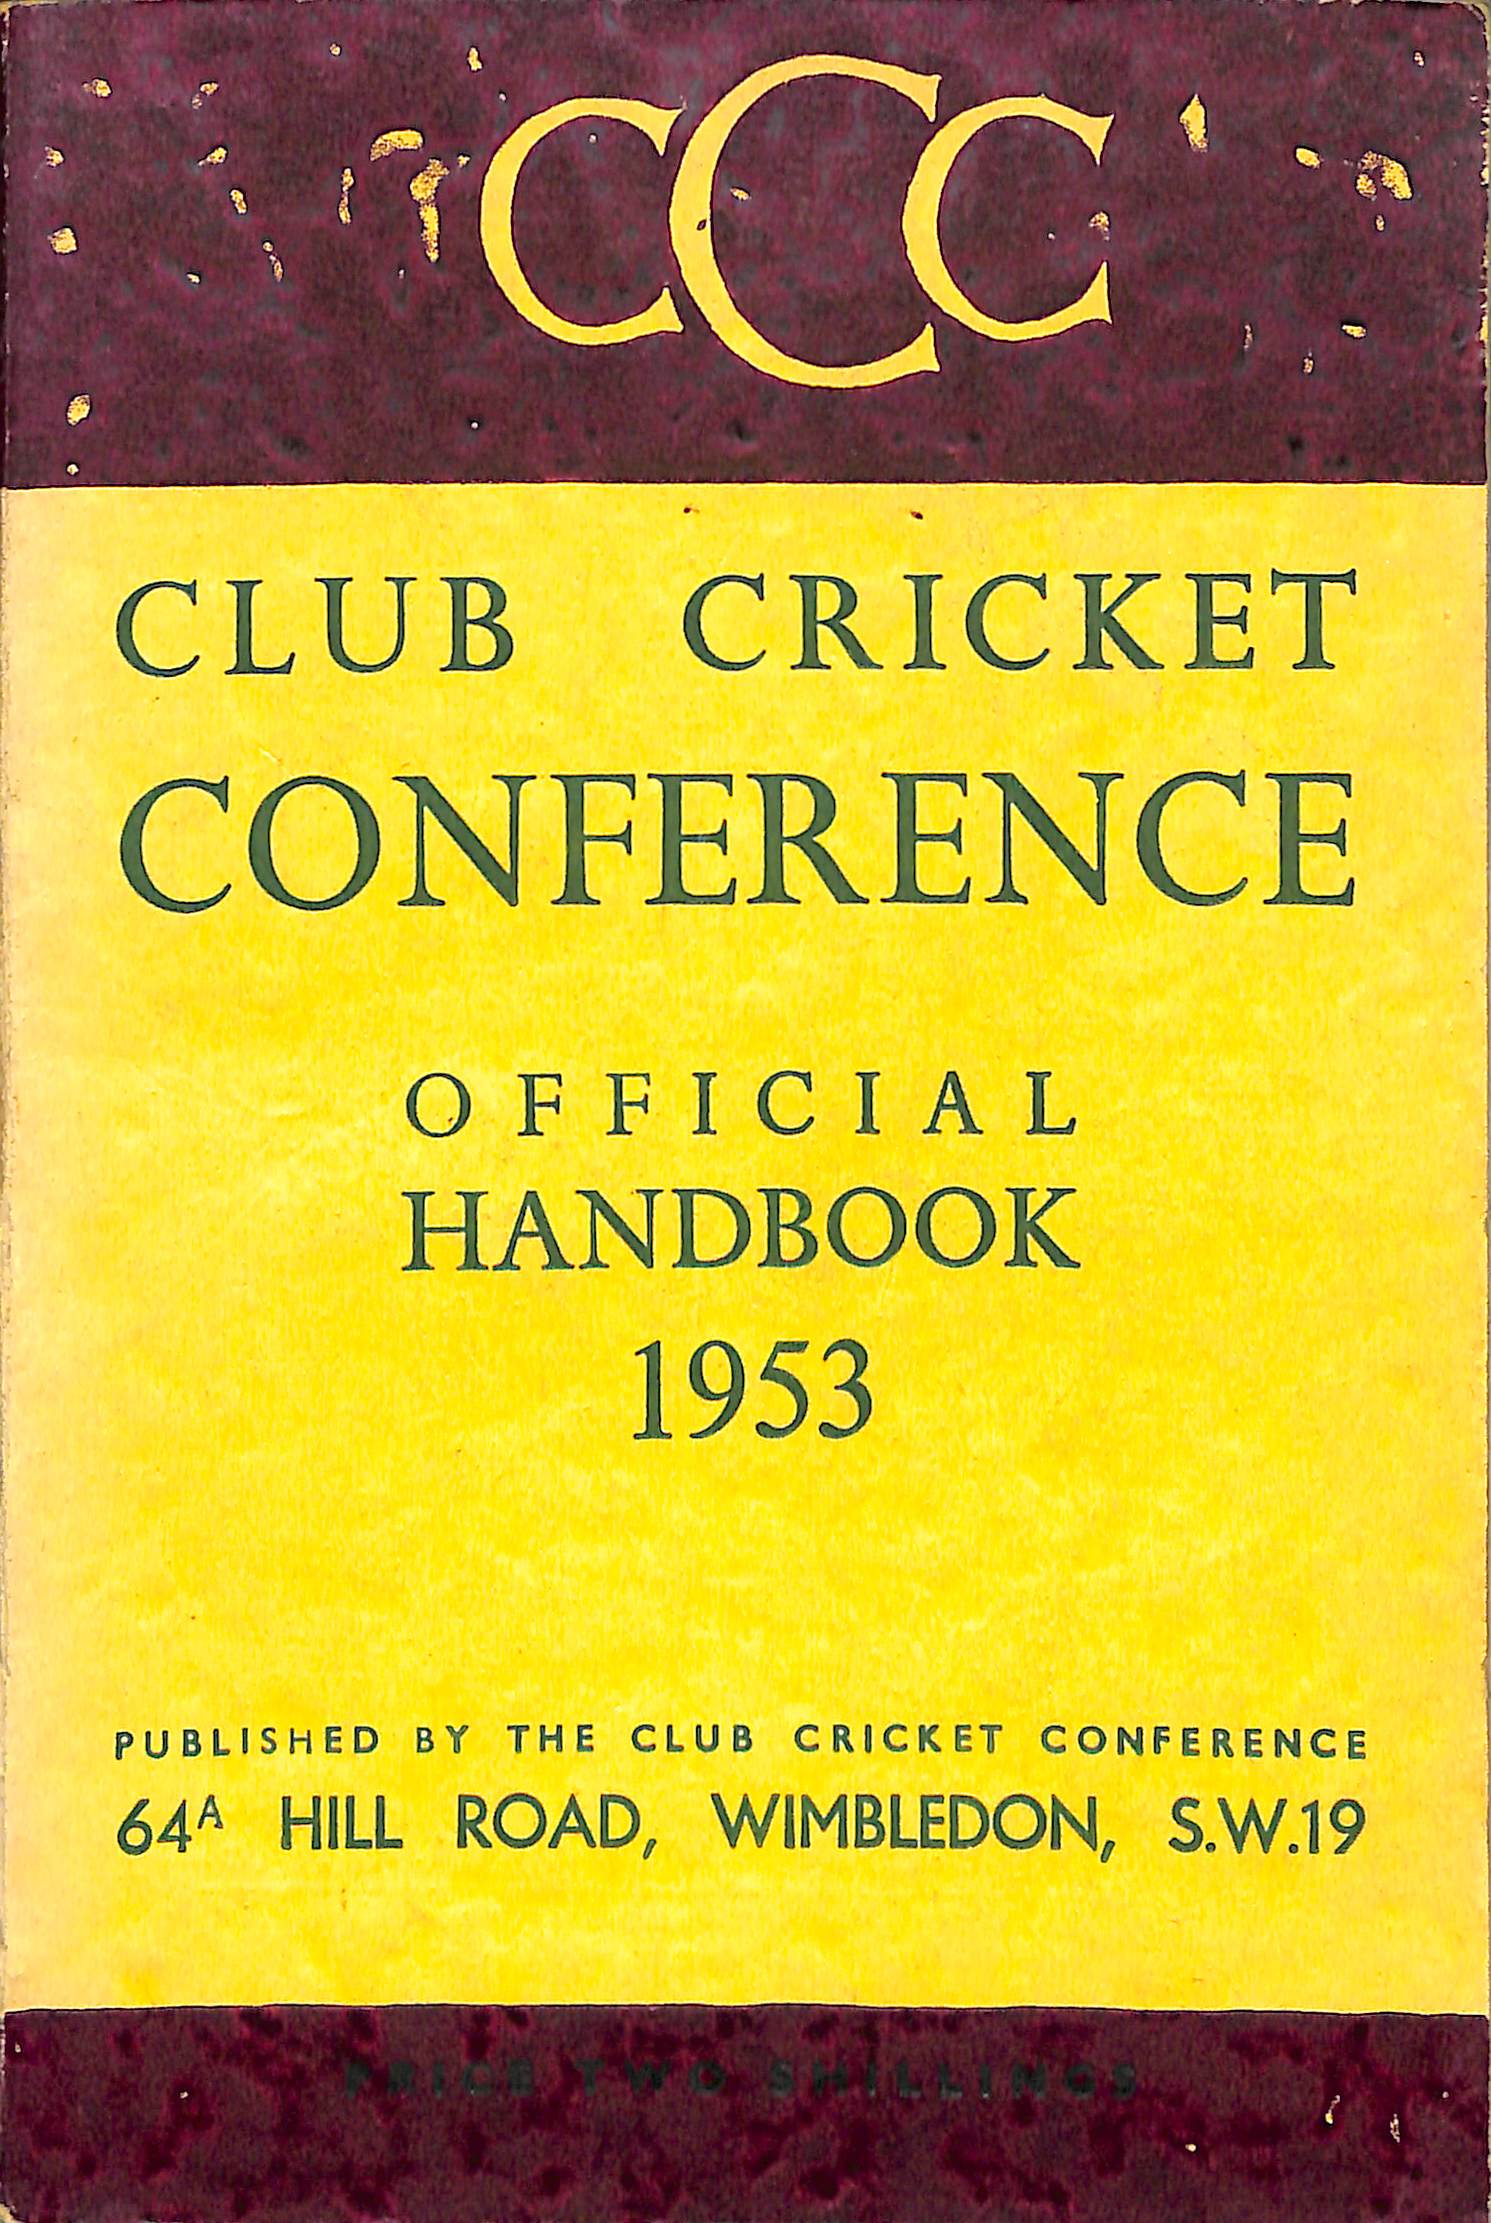 CCC
CLUB CRICKET
CONFERENCE
OFFICIAL
HANDBOOK
1953
PUBLISHED BY THE CLUB CRICKET CONFERENCE
64A HILL ROAD, WIMBLEDON, S.W.19
PRICE TWO SHILLINGS